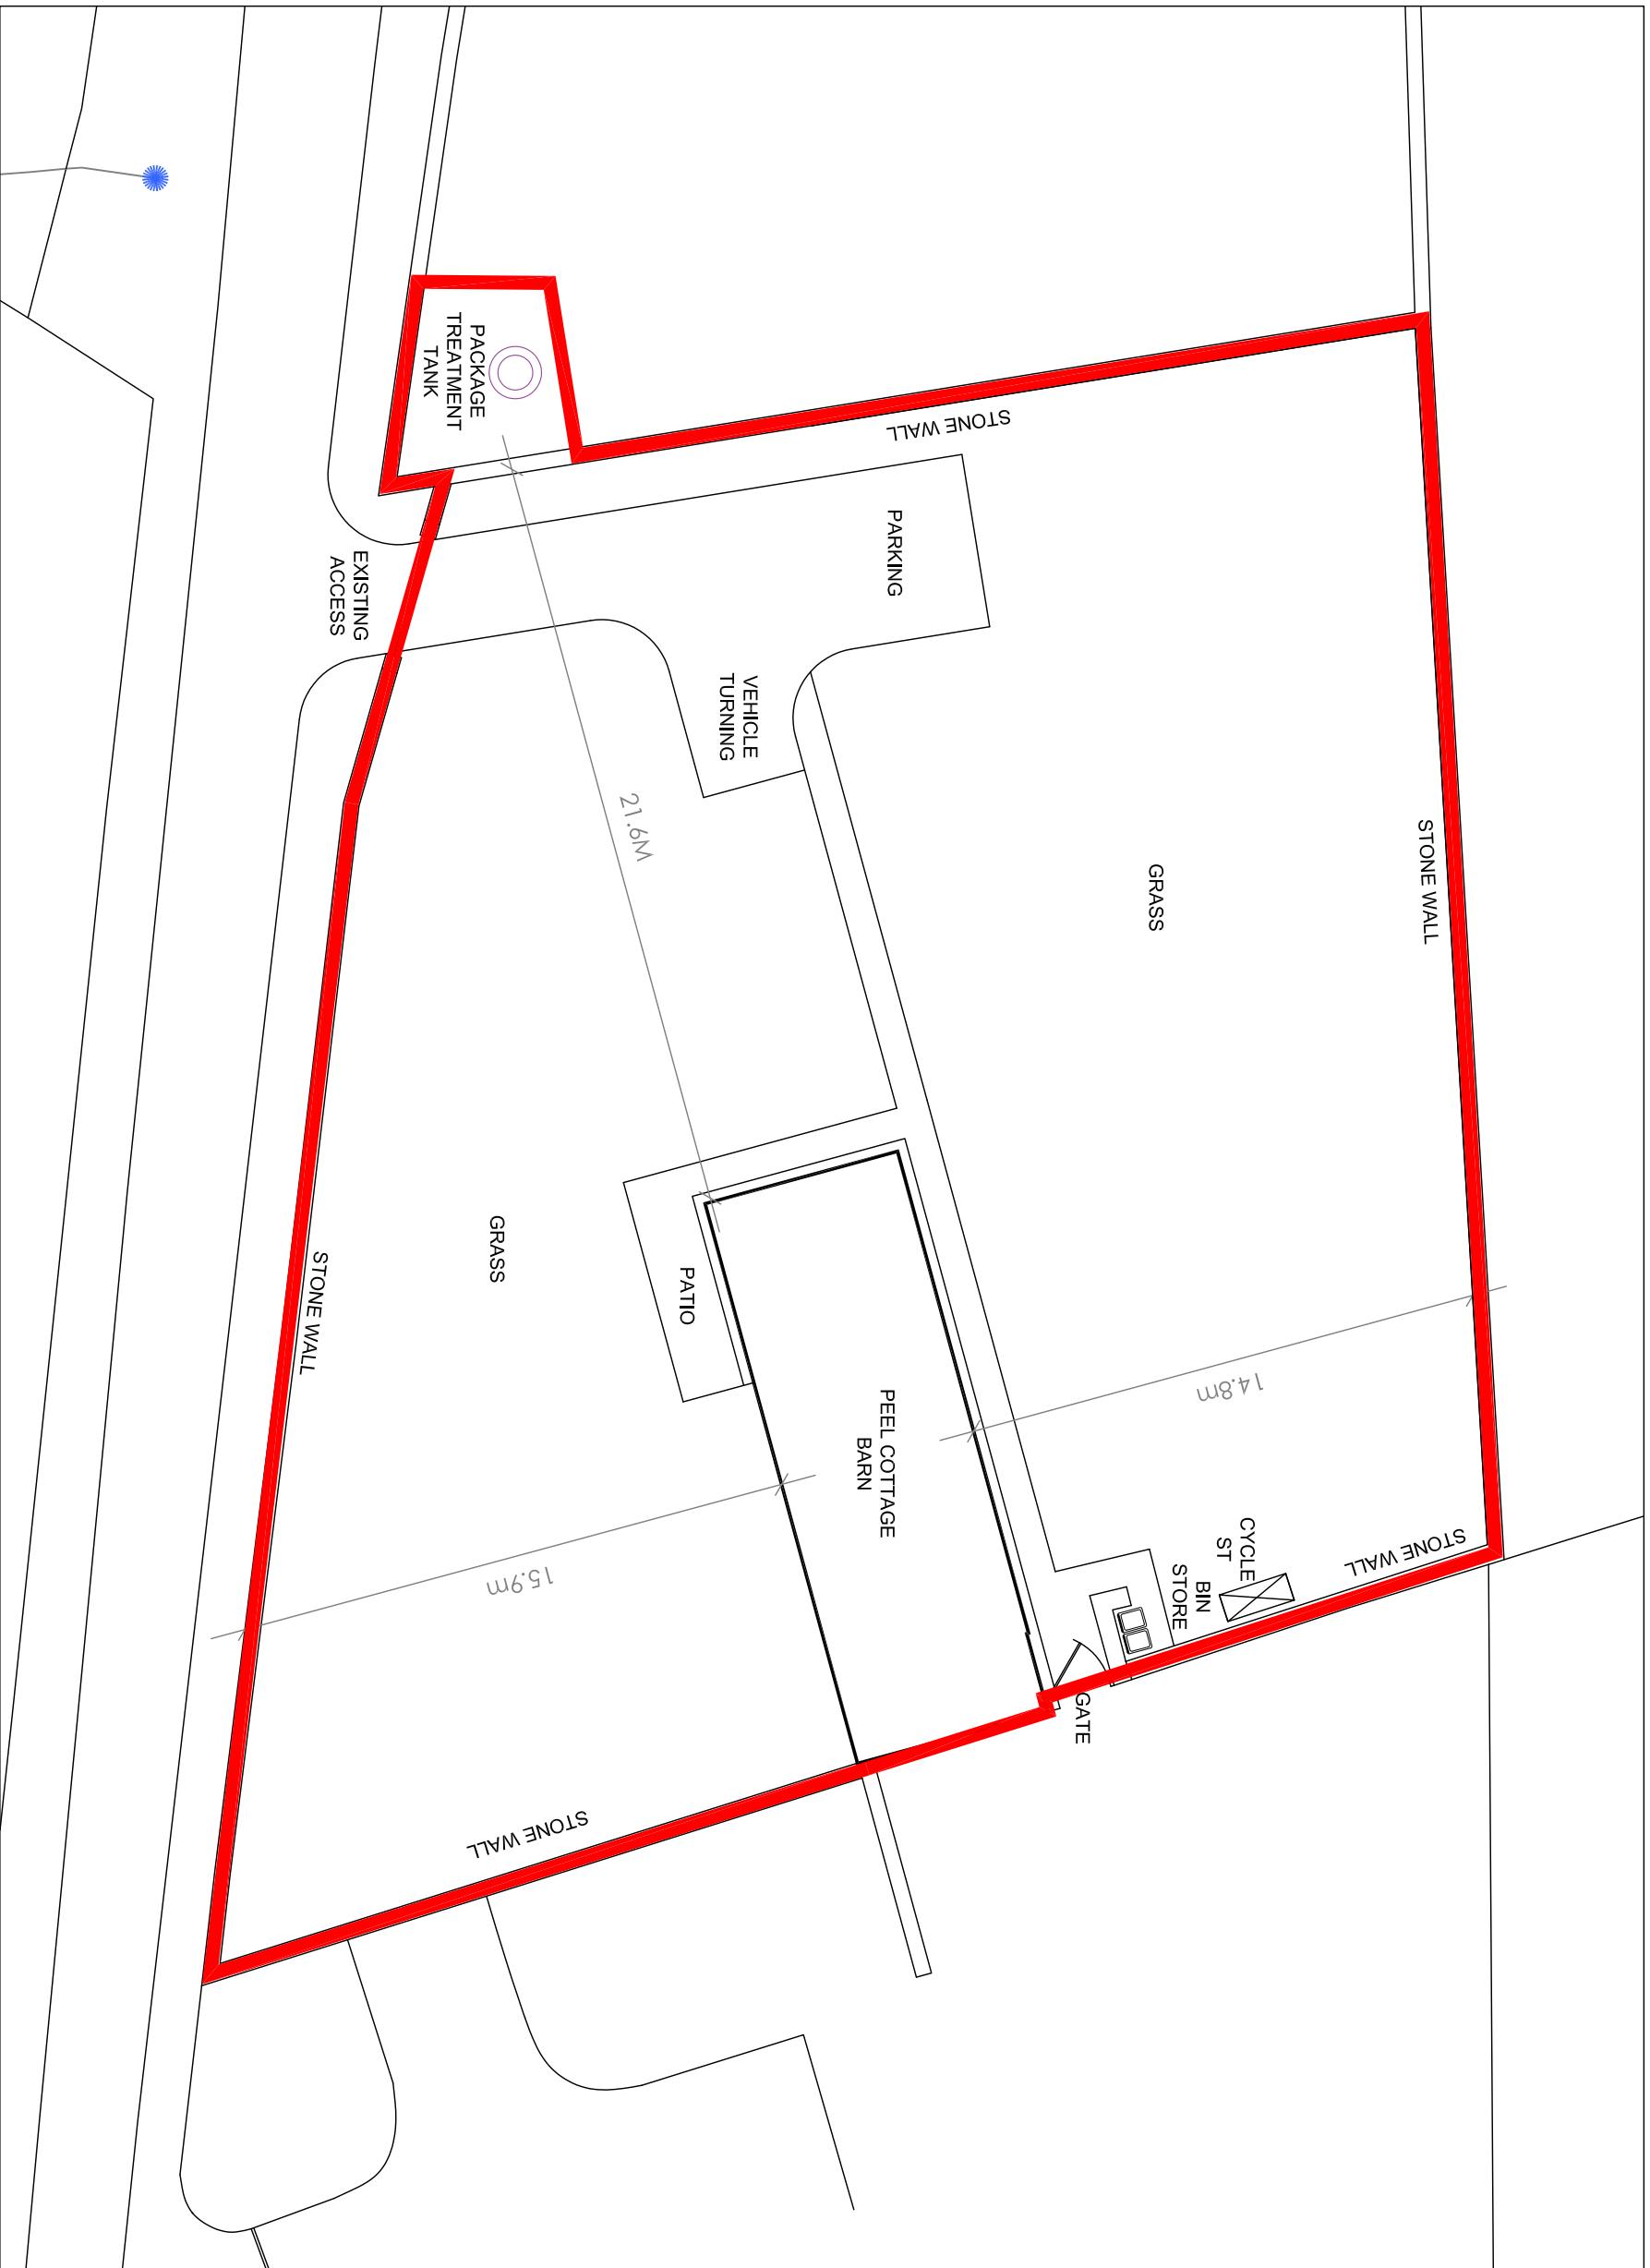 PACKAGE
TREATMENT
TANK
STONE WALL
PARKING
EXISTING
ACCESS
VEHICLE
TURNING
21.6M
GRASS
STONE WALL
GRASS
STONE WALL
PATIO
PEEL COTTAGE
BARN
14.8m
15.9m
CYCLE
ST
BIN
STORE
STONE WALL
GATE
STONE WALL